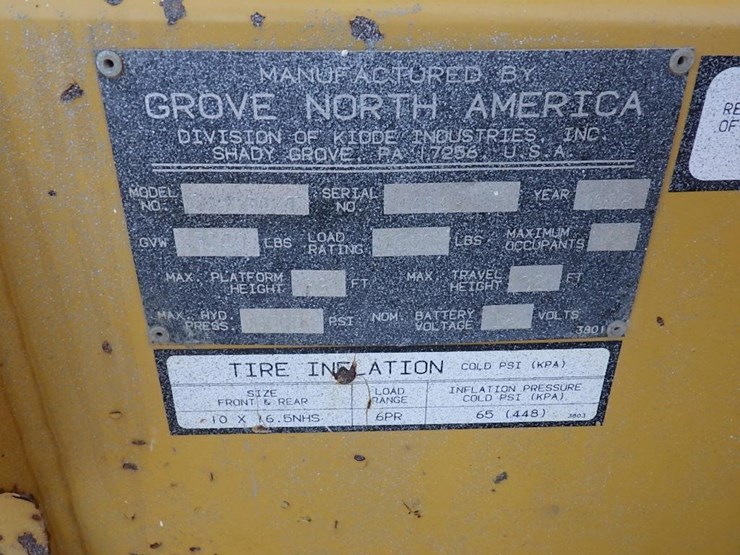 MANUFACTURED BY
GROVE NORTH AMERICA
DIVISION OF KIDDE INDUSTRIES, INC.
SHADY GROVE, PA 17256, U.S.A.
MODEL NO. SERIAL NO. YEAR
GVW LBS LOAD RATING LBS. MAXIMUM OCCUPANTS
MAX. PLATFORM HEIGHT FT MAX. TRAVEL HEIGHT FT
MAX. HYD. PRESS. PSI NOM. BATTERY VOLTAGE VOLTS
3801
RE
OF
TIRE INFLATION COLD PSI (KPA)
SIZE FRONT & REAR LOAD RANGE INFLATION PRESSURE COLD PSI (KPA)
10 X 16.5NHS 6PR 65 (448) 3803